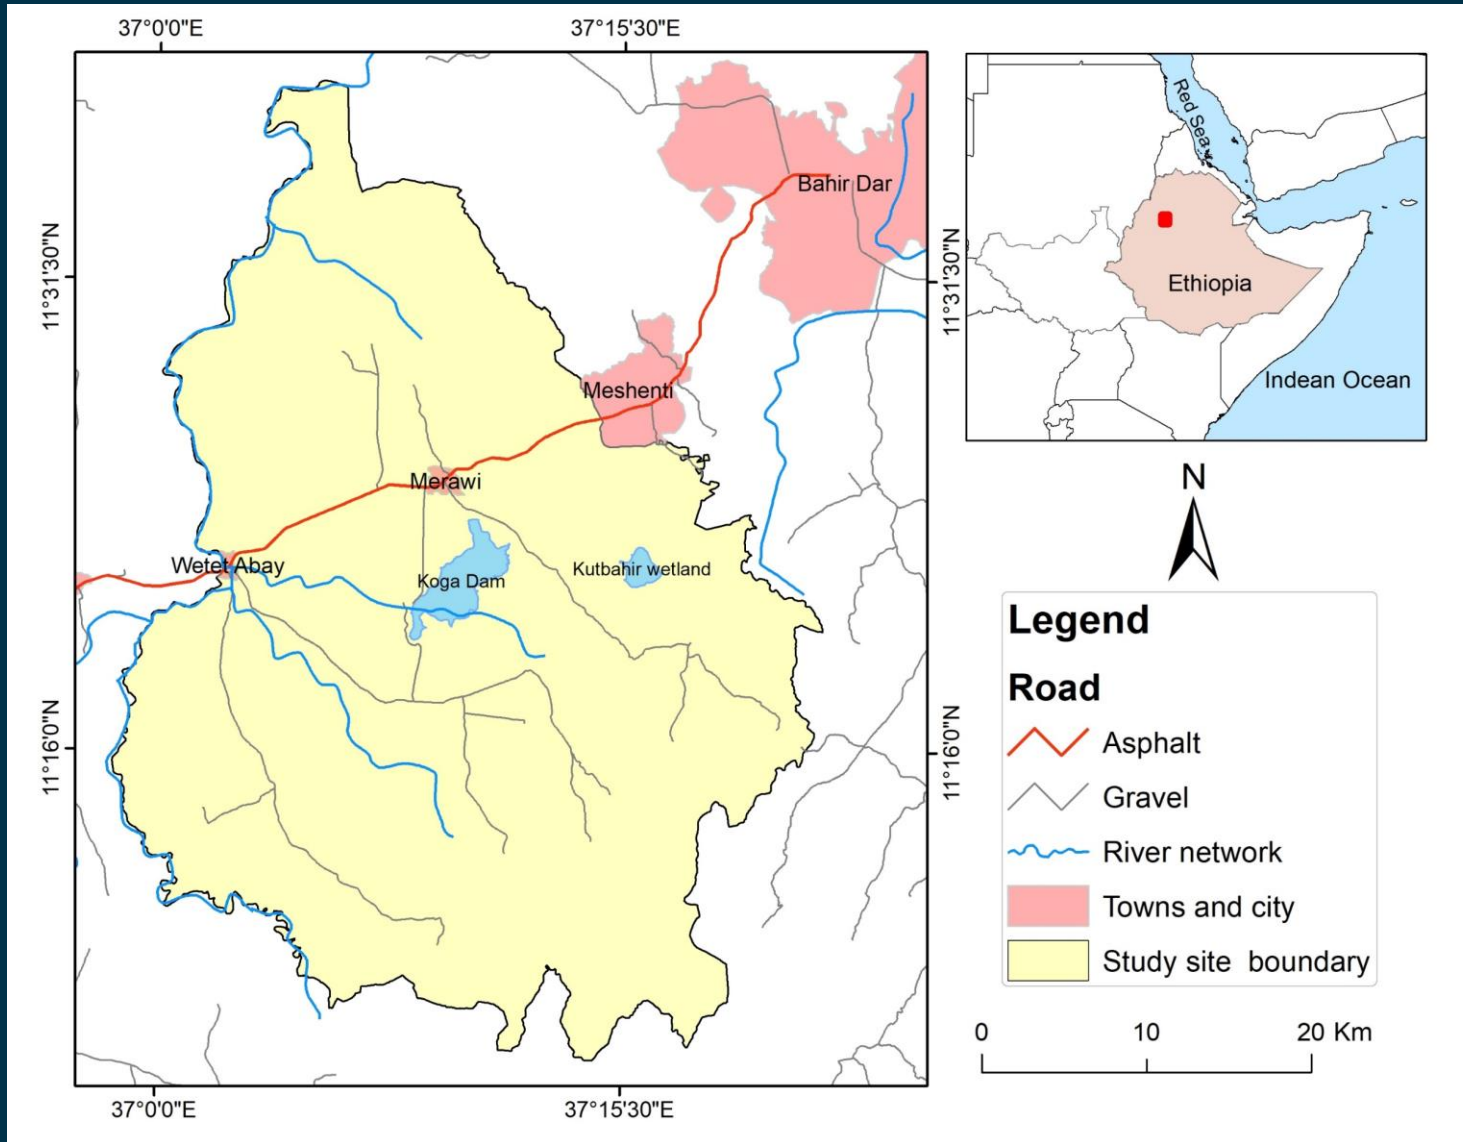 37°0'0"E
37°15'30"E
11°31'30"N
11°16'0"N
Bahir Dar
Meshenti
Merawi
Wetet Abay
Koga Dam
Kutbahir wetland
11°31'30"N
11°16'0"N
37°0'0"E
37°15'30"E
Red Sea
Ethiopia
Indean Ocean
N
Legend
Road
Asphalt
Gravel
River network
Towns and city
Study site boundary
0 10 20 Km